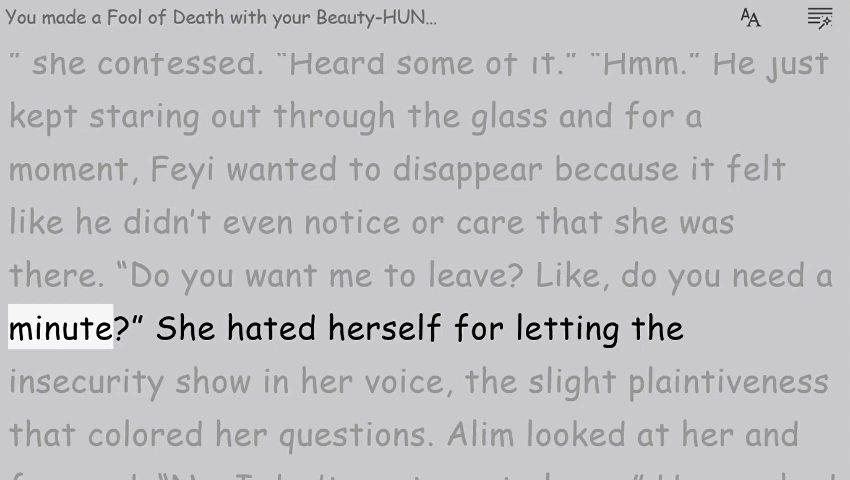 You made a Fool of Death with your Beauty-HUN...
” she confessed. “Heard some of it.” “Hmm.” He just
kept staring out through the glass and for a
moment, Feyi wanted to disappear because it felt
like he didn’t even notice or care that she was
there. “Do you want me to leave? Like, do you need a
minute?” She hated herself for letting the
insecurity show in her voice, the slight plaintiveness
that colored her questions. Alim looked at her and